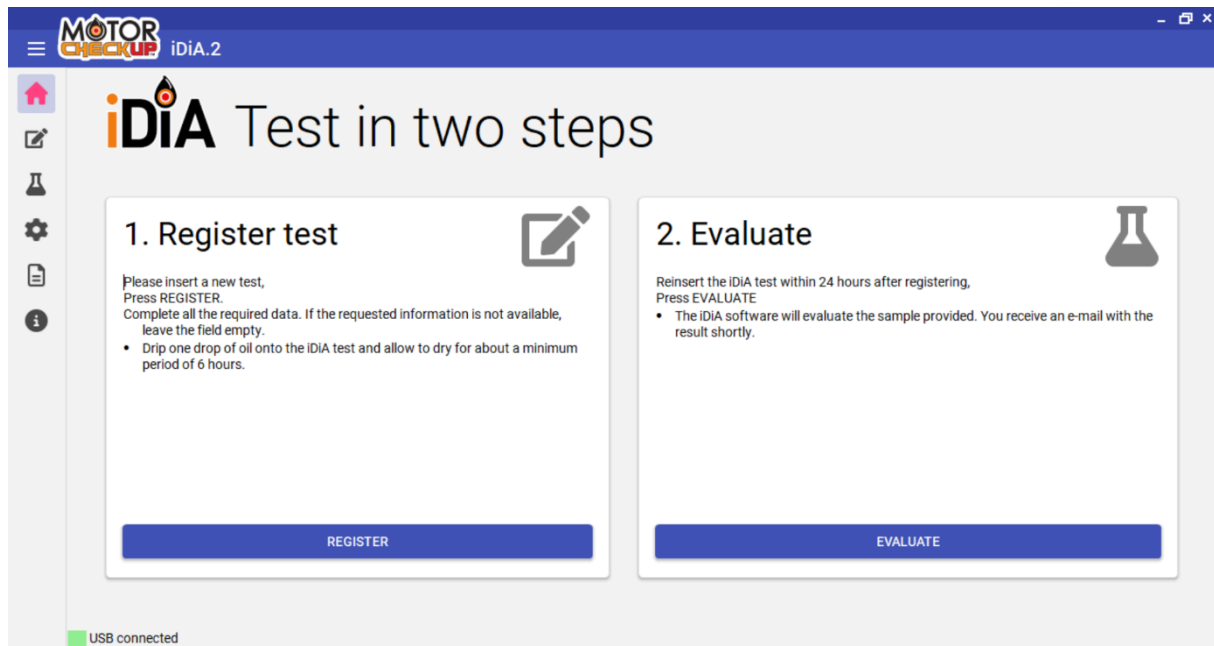 MOTOR
CHECKUP
iDiA.2
iDiA Test in two steps
1. Register test
Please insert a new test,
Press REGISTER.
Complete all the required data. If the requested information is not available,
leave the field empty.
• Drip one drop of oil onto the iDiA test and allow to dry for about a minimum
period of 6 hours.
REGISTER
2. Evaluate
Reinsert the iDiA test within 24 hours after registering,
Press EVALUATE
• The iDiA software will evaluate the sample provided. You receive an e-mail with the
result shortly.
EVALUATE
USB connected